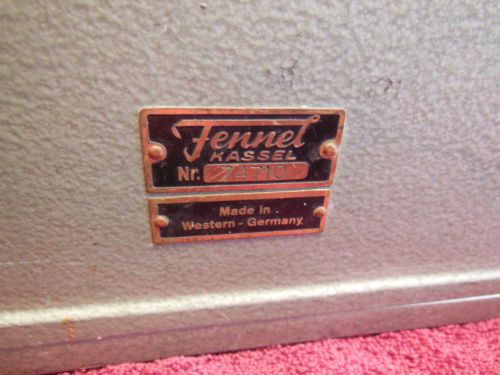 Fennel
KASSEL
Nr. 74710
Made in
Western - Germany